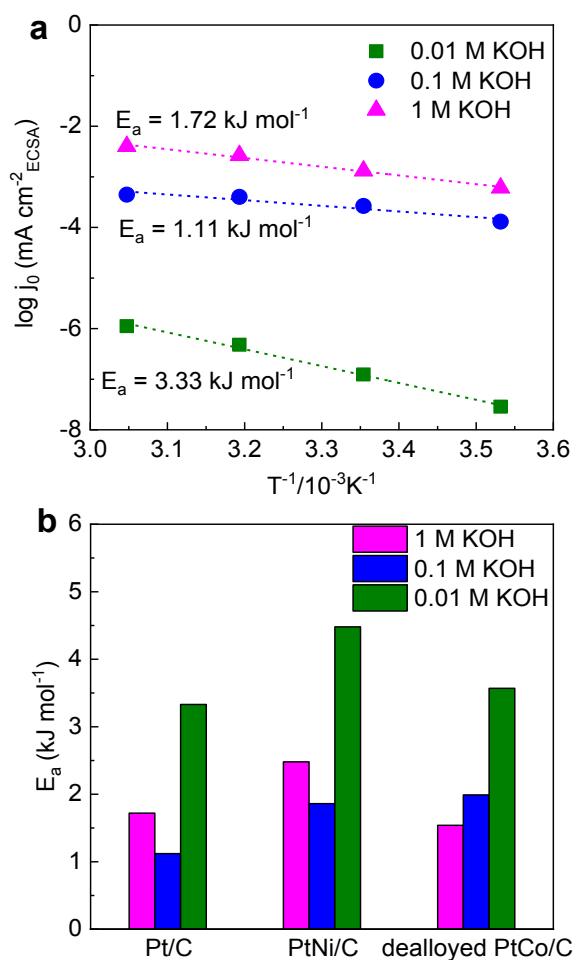 a
0.01 M KOH
0.1 M KOH
1 M KOH
Eₐ = 1.72 kJ mol⁻¹
Eₐ = 1.11 kJ mol⁻¹
Eₐ = 3.33 kJ mol⁻¹
log j₀ (mA cm⁻²ECSA)
0
-2
-4
-6
-8
3.0 3.1 3.2 3.3 3.4 3.5 3.6
T⁻¹/10⁻³K⁻¹
b
1 M KOH
0.1 M KOH
0.01 M KOH
Eₐ (kJ mol⁻¹)
6
5
4
3
2
1
0
Pt/C PtNi/C dealloyed PtCo/C